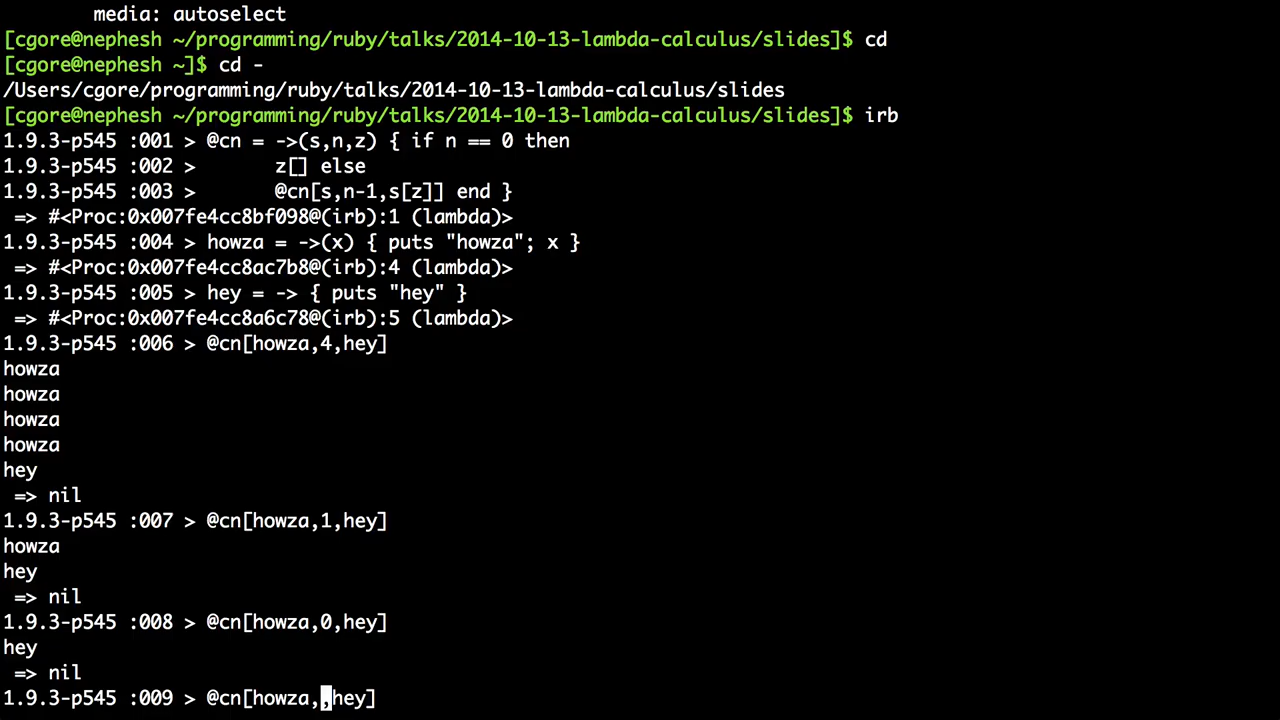 media: autoselect
[cgore@nephesh ~/programming/ruby/talks/2014-10-13-lambda-calculus/slides]$ cd
[cgore@nephesh ~]$ cd -
/Users/cgore/programming/ruby/talks/2014-10-13-lambda-calculus/slides
[cgore@nephesh ~/programming/ruby/talks/2014-10-13-lambda-calculus/slides]$ irb
1.9.3-p545 :001 > @cn = ->(s,n,z) { if n == 0 then
1.9.3-p545 :002 >       z[] else
1.9.3-p545 :003 >       @cn[s,n-1,s[z]] end }
 => #<Proc:0x007fe4cc8bf098@(irb):1 (lambda)>
1.9.3-p545 :004 > howza = ->(x) { puts "howza"; x }
 => #<Proc:0x007fe4cc8ac7b8@(irb):4 (lambda)>
1.9.3-p545 :005 > hey = -> { puts "hey" }
 => #<Proc:0x007fe4cc8a6c78@(irb):5 (lambda)>
1.9.3-p545 :006 > @cn[howza,4,hey]
howza
howza
howza
howza
hey
 => nil
1.9.3-p545 :007 > @cn[howza,1,hey]
howza
hey
 => nil
1.9.3-p545 :008 > @cn[howza,0,hey]
hey
 => nil
1.9.3-p545 :009 > @cn[howza,,hey]